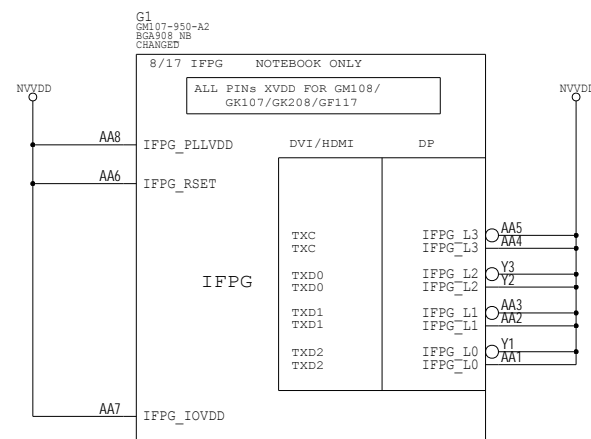 G1
GM107-950-A2
BGA908_NB
CHANGED
8/17 IFPG NOTEBOOK ONLY
ALL PINs XVDD FOR GM108/
GK107/GK208/GF117
NVVDD
NVVDD
DVI/HDMI DP
AA8 IFPG_PLLVDD
AA6 IFPG_RSET
TXC IFPG_L3 AA5
TXC IFPG_L3 AA4
TXD0 IFPG_L2 Y3
TXD0 IFPG_L2 Y2
IFPG
TXD1 IFPG_L1 AA3
TXD1 IFPG_L1 AA2
TXD2 IFPG_L0 Y1
TXD2 IFPG_L0 AA1
AA7 IFPG_IOVDD